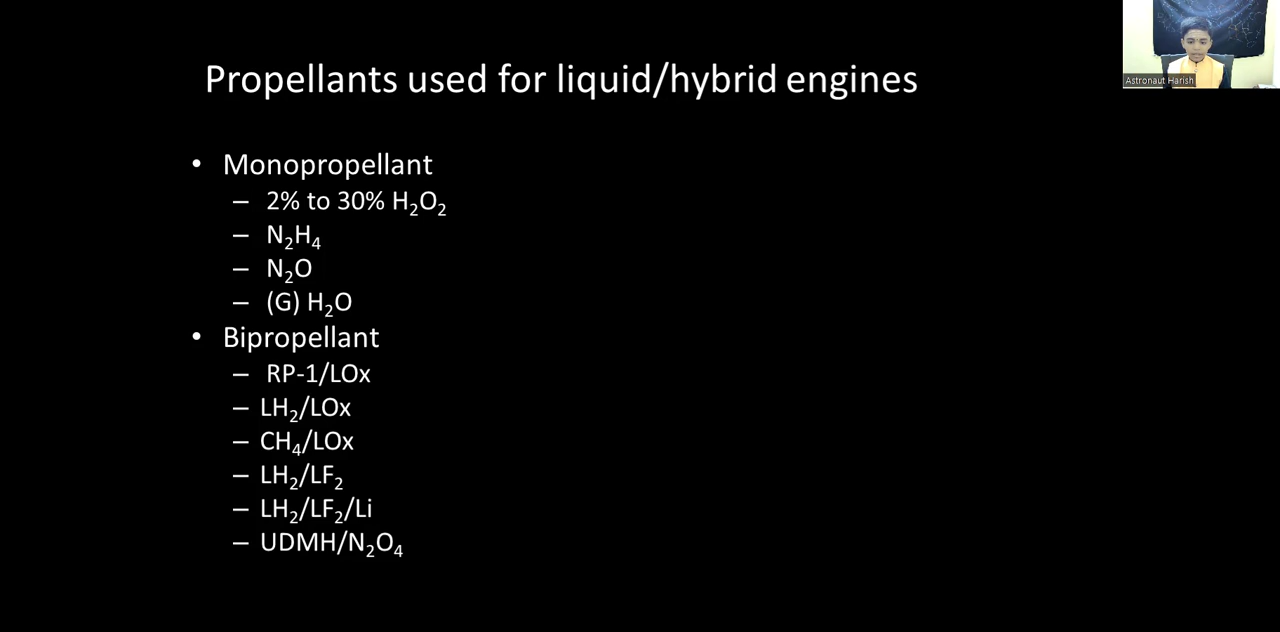 Astronaut Harish
Propellants used for liquid/hybrid engines
• Monopropellant
– 2% to 30% H₂O₂
– N₂H₄
– N₂O
– (G) H₂O
• Bipropellant
– RP-1/LOx
– LH₂/LOx
– CH₄/LOx
– LH₂/LF₂
– LH₂/LF₂/Li
– UDMH/N₂O₄